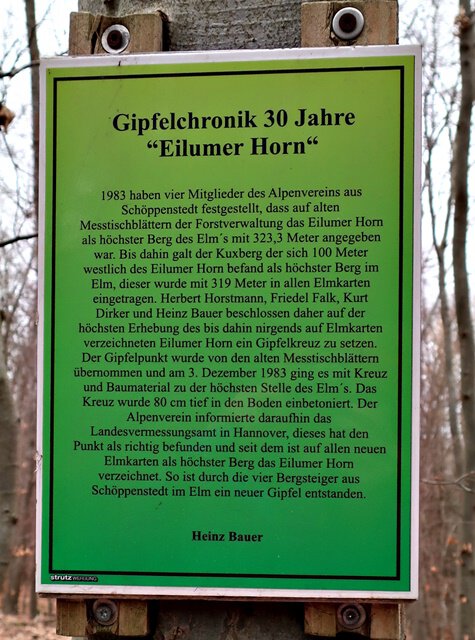 Gipfelchronik 30 Jahre
“Eilumer Horn“
1983 haben vier Mitglieder des Alpenvereins aus
Schöppenstedt festgestellt, dass auf alten
Messtischblättern der Forstverwaltung das Eilumer Horn
als höchster Berg des Elm´s mit 323,3 Meter angegeben
war. Bis dahin galt der Kuxberg der sich 100 Meter
westlich des Eilumer Horn befand als höchster Berg im
Elm, dieser wurde mit 319 Meter in allen Elmkarten
eingetragen. Herbert Horstmann, Friedel Falk, Kurt
Dirker und Heinz Bauer beschlossen daher auf der
höchsten Erhebung des bis dahin nirgends auf Elmkarten
verzeichneten Eilumer Horn ein Gipfelkreuz zu setzen.
Der Gipfelpunkt wurde von den alten Messtischblättern
übernommen und am 3. Dezember 1983 ging es mit Kreuz
und Baumaterial zu der höchsten Stelle des Elm´s. Das
Kreuz wurde 80 cm tief in den Boden einbetoniert. Der
Alpenverein informierte daraufhin das
Landesvermessungsamt in Hannover, dieses hat den
Punkt als richtig befunden und seit dem ist auf allen neuen
Elmkarten als höchster Berg das Eilumer Horn
verzeichnet. So ist durch die vier Bergsteiger aus
Schöppenstedt im Elm ein neuer Gipfel entstanden.
Heinz Bauer
strutz WERBUNG